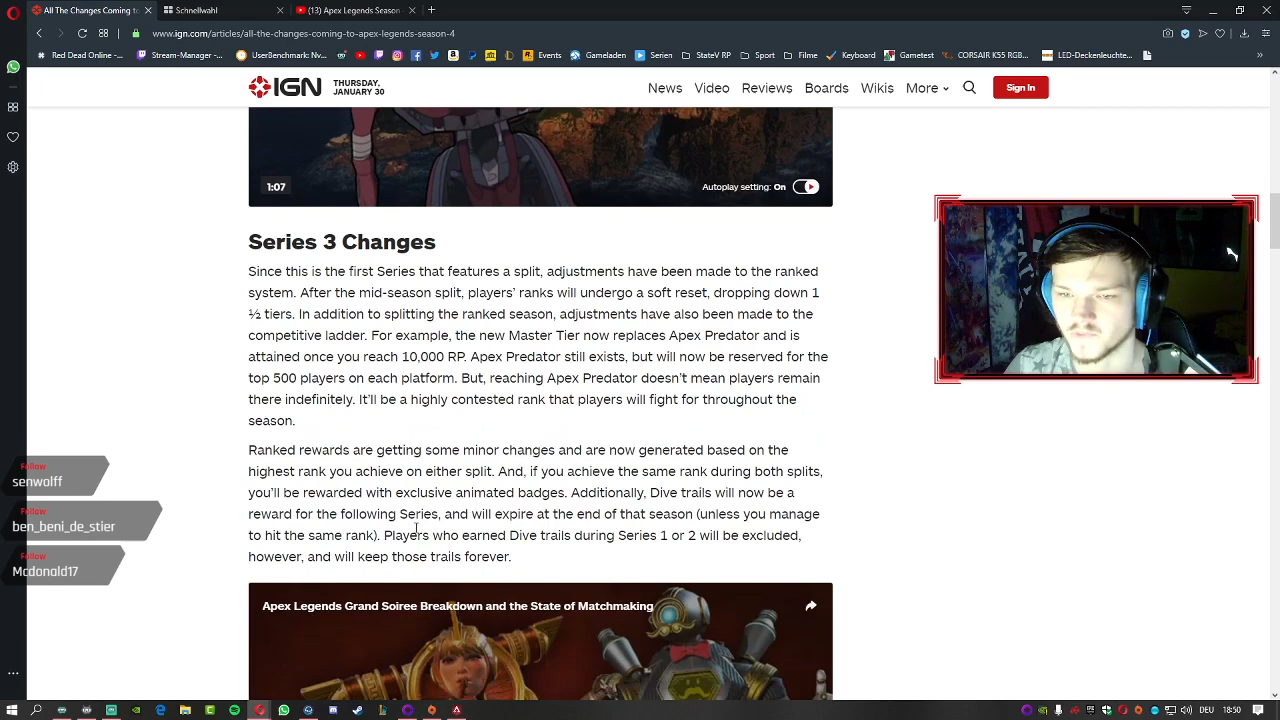 All The Changes Coming to
Schnellwahl
(13) Apex Legends Season
www.ign.com/articles/all-the-changes-coming-to-apex-legends-season-4
Red Dead Online -...
Stream-Manager -...
UserBenchmark: Nv...
Events
Gameladen
Serien
StateV RP
Sport
Filme
Keyboard
Gametest
CORSAIR K55 RGB...
LED-Deckeleuchte...
IGN
THURSDAY,
JANUARY 30
News
Video
Reviews
Boards
Wikis
More
Sign In
1:07
Autoplay setting: On
Series 3 Changes
Since this is the first Series that features a split, adjustments have been made to the ranked
system. After the mid-season split, players' ranks will undergo a soft reset, dropping down 1
½ tiers. In addition to splitting the ranked season, adjustments have also been made to the
competitive ladder. For example, the new Master Tier now replaces Apex Predator and is
attained once you reach 10,000 RP. Apex Predator still exists, but will now be reserved for the
top 500 players on each platform. But, reaching Apex Predator doesn't mean players remain
there indefinitely. It'll be a highly contested rank that players will fight for throughout the
season.
Ranked rewards are getting some minor changes and are now generated based on the
highest rank you achieve on either split. And, if you achieve the same rank during both splits,
you'll be rewarded with exclusive animated badges. Additionally, Dive trails will now be a
reward for the following Series, and will expire at the end of that season (unless you manage
to hit the same rank). Players who earned Dive trails during Series 1 or 2 will be excluded,
however, and will keep those trails forever.
Apex Legends Grand Soiree Breakdown and the State of Matchmaking
Follow
senwolff
Follow
ben_beni_de_stier
Follow
Mcdonald17
DEU
18:50